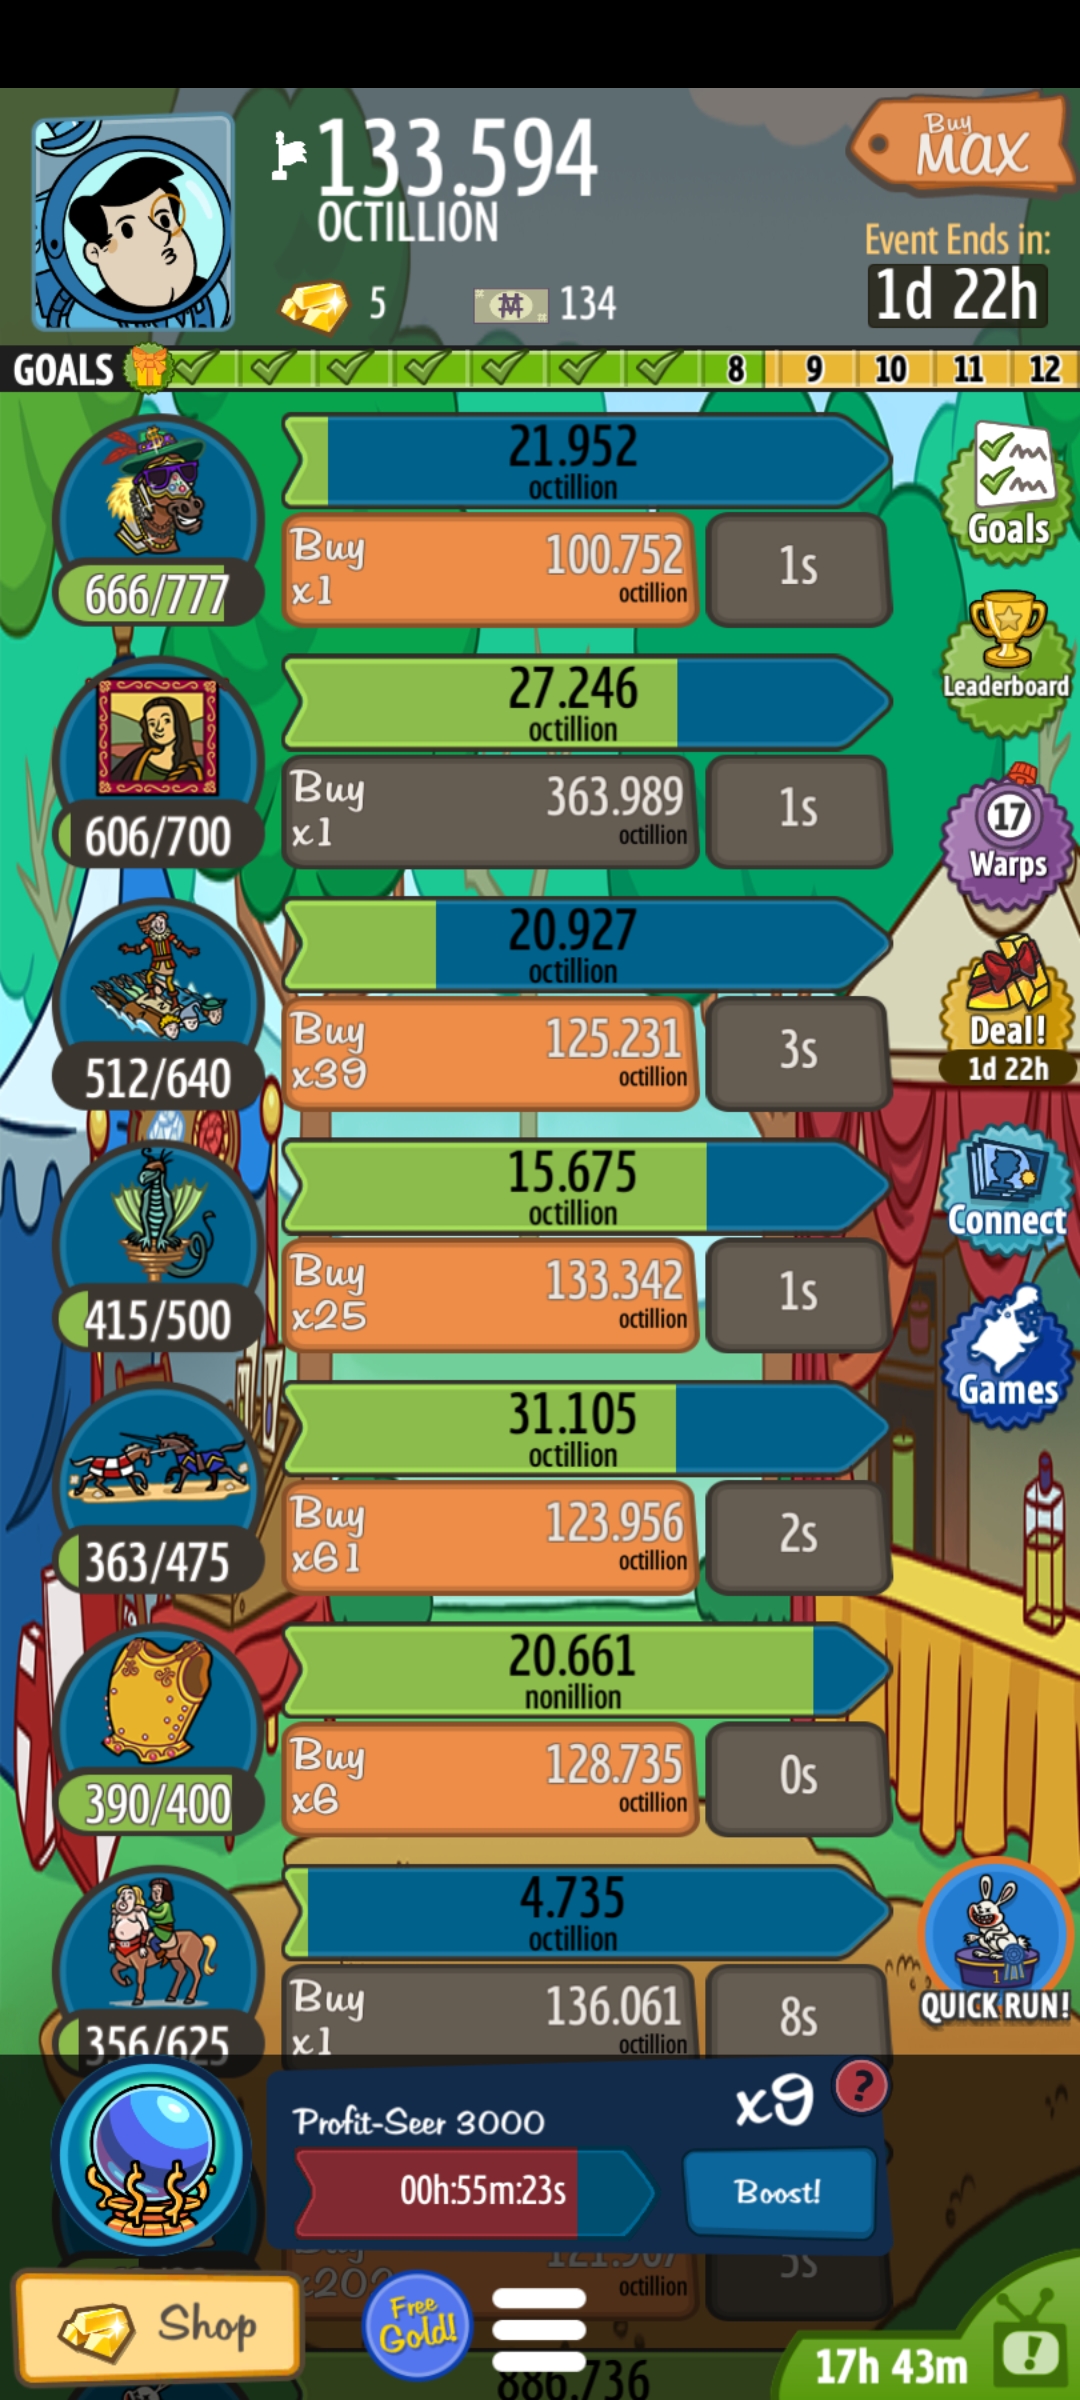 133.594
OCTILLION
Buy
MAX
5
134
Event Ends in:
1d 22h
GOALS
8 9 10 11 12
21.952
octillion
Buy
x1
100.752
octillion
1s
666/777
Goals
27.246
octillion
Buy
x1
363.989
octillion
1s
606/700
Leaderboard
17
Warps
20.927
octillion
Buy
x39
125.231
octillion
3s
512/640
Deal!
1d 22h
15.675
octillion
Buy
x25
133.342
octillion
1s
415/500
Connect
Games
31.105
octillion
Buy
x61
123.956
octillion
2s
363/475
20.661
nonillion
Buy
x6
128.735
octillion
0s
390/400
4.735
octillion
Buy
x1
136.061
octillion
8s
356/625
1
QUICK RUN!
Profit-Seer 3000
x9
?
00h:55m:23s
Boost!
octillion
Shop
Free
Gold!
886.736
17h 43m
!